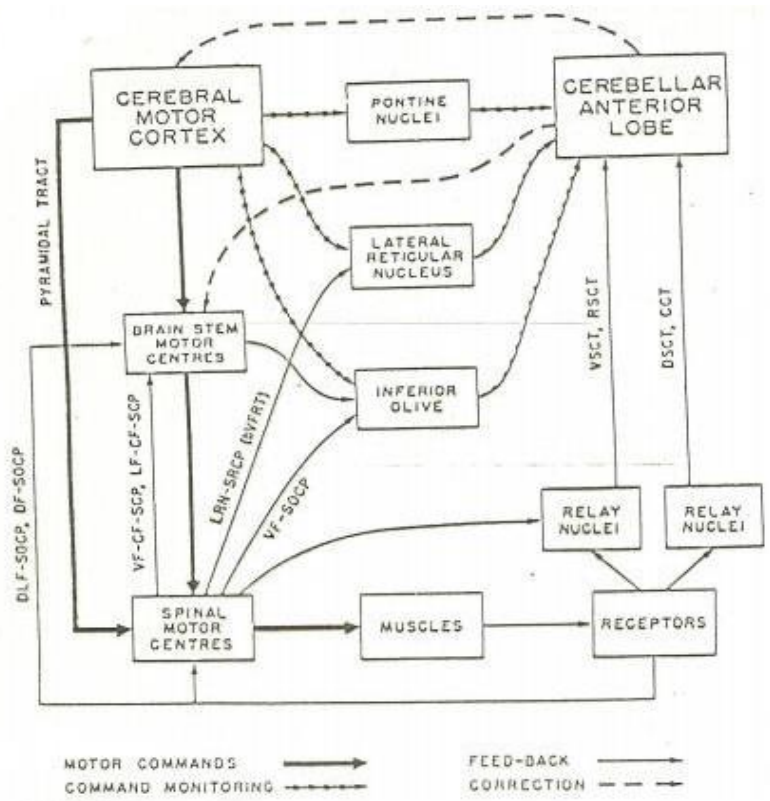 CEREBRAL
MOTOR
CORTEX
PONTINE
NUCLEI
CEREBELLAR
ANTERIOR
LOBE
PYRAMIDAL TRACT
LATERAL
RETICULAR
NUCLEUS
BRAIN STEM
MOTOR
CENTRES
INFERIOR
OLIVE
VSCT, RSCT
DSCT, CCT
DLF-SOCP, DF-SOCP
VF-CF-SCP, LF-CF-SCP
LRN-SRCP (bVFRT)
VF-SOCP
RELAY
NUCLEI
RELAY
NUCLEI
SPINAL
MOTOR
CENTRES
MUSCLES
RECEPTORS
MOTOR COMMANDS
COMMAND MONITORING
FEED-BACK
CORRECTION